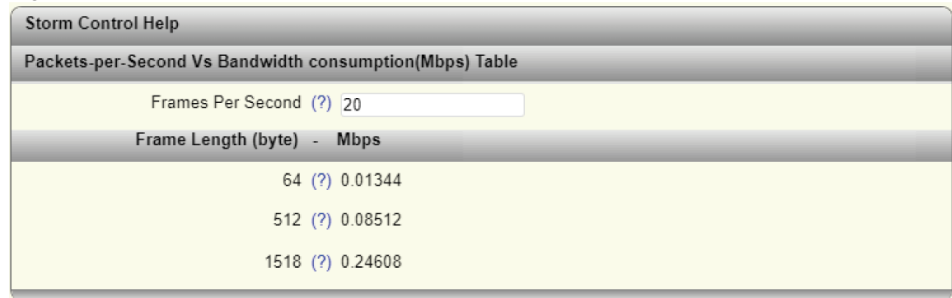 Storm Control Help
Packets-per-Second Vs Bandwidth consumption(Mbps) Table
Frames Per Second (?) 20
Frame Length (byte) - Mbps
64 (?) 0.01344
512 (?) 0.08512
1518 (?) 0.24608